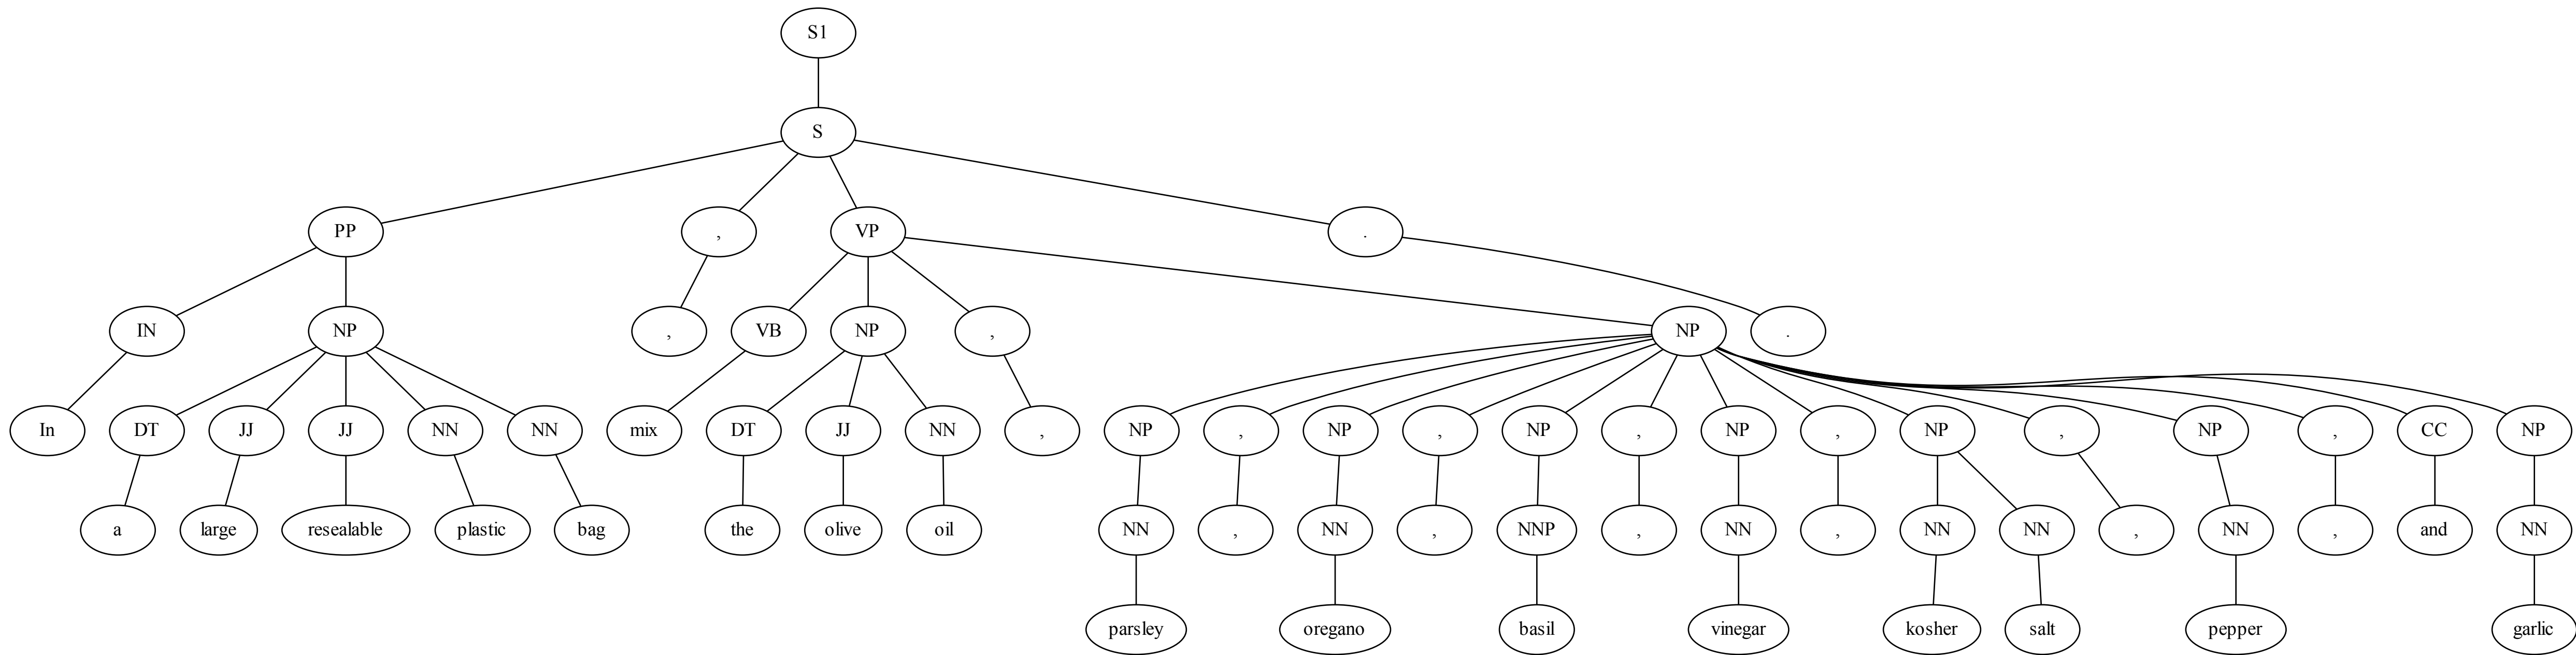 S1
S
PP , VP .
IN NP , VB NP , NP .
In DT JJ JJ NN NN mix DT JJ NN , NP , NP , NP , NP , NP , NP , CC NP
a large resealable plastic bag the olive oil NN , NN , NNP , NN , NN NN , NN , and NN
parsley oregano basil vinegar kosher salt pepper garlic